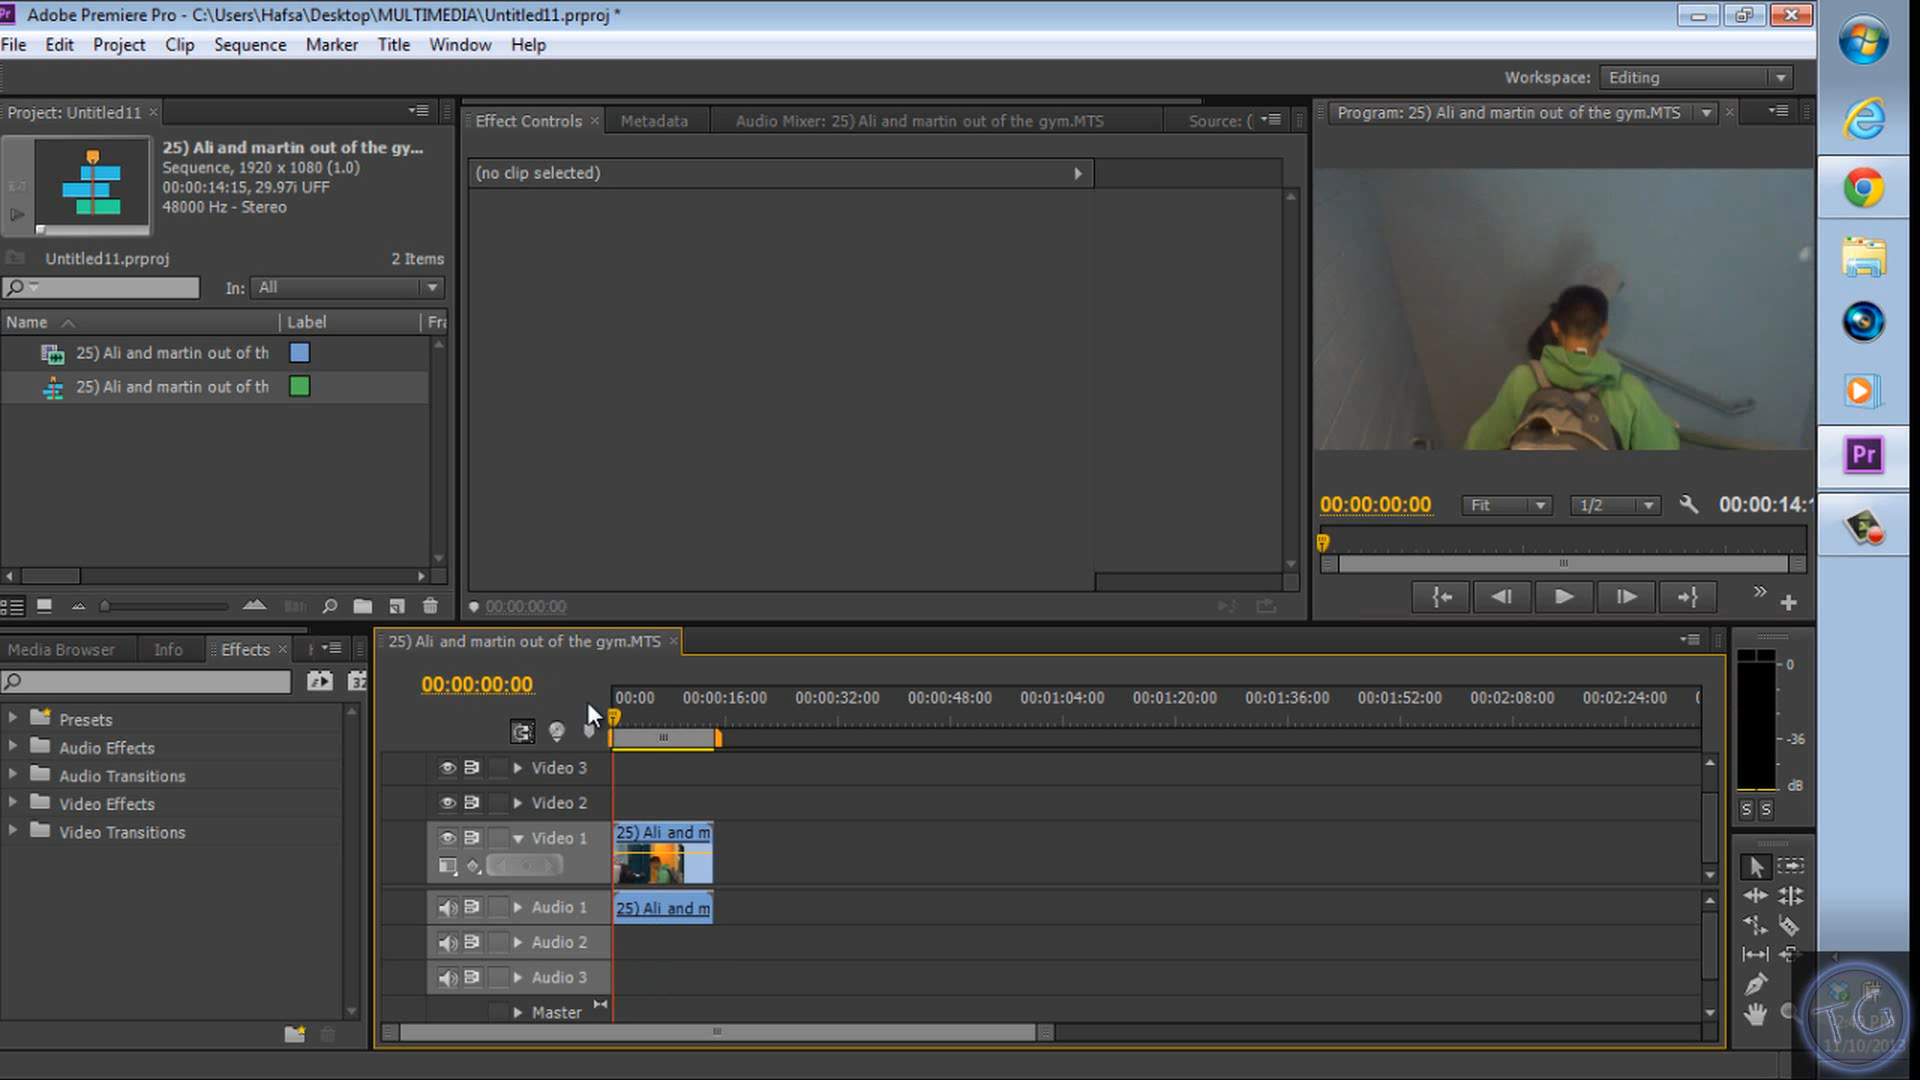 Adobe Premiere Pro - C:\Users\Hafsa\Desktop\MULTIMEDIA\Untitled11.prproj *
File Edit Project Clip Sequence Marker Title Window Help
Workspace: Editing
Project: Untitled11
25) Ali and martin out of the gy...
Sequence, 1920 x 1080 (1.0)
00:00:14:15, 29.97i UFF
48000 Hz - Stereo
Untitled11.prproj 2 Items
In: All
Name Label Fra
25) Ali and martin out of th
25) Ali and martin out of th
Effect Controls Metadata Audio Mixer: 25) Ali and martin out of the gym.MTS Source: (
(no clip selected)
00:00:00:00
Program: 25) Ali and martin out of the gym.MTS
00:00:00:00 Fit 1/2 00:00:14:1
Pr
Media Browser Info Effects
32
Presets
Audio Effects
Audio Transitions
Video Effects
Video Transitions
25) Ali and martin out of the gym.MTS
00:00:00:00
00:00 00:00:16:00 00:00:32:00 00:00:48:00 00:01:04:00 00:01:20:00 00:01:36:00 00:01:52:00 00:02:08:00 00:02:24:00
Video 3
Video 2
Video 1 25) Ali and m
Audio 1 25) Ali and m
Audio 2
Audio 3
Master
0
-36
dB
S S
TG
11/10/2013